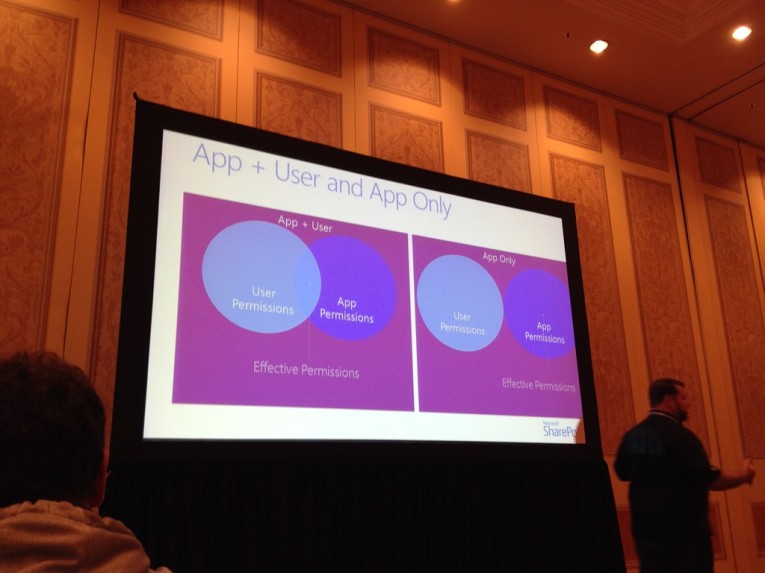 App + User and App Only
App + User
User
Permissions
App
Permissions
Effective Permissions
App Only
User
Permissions
App
Permissions
Effective Permissions
Microsoft
SharePo